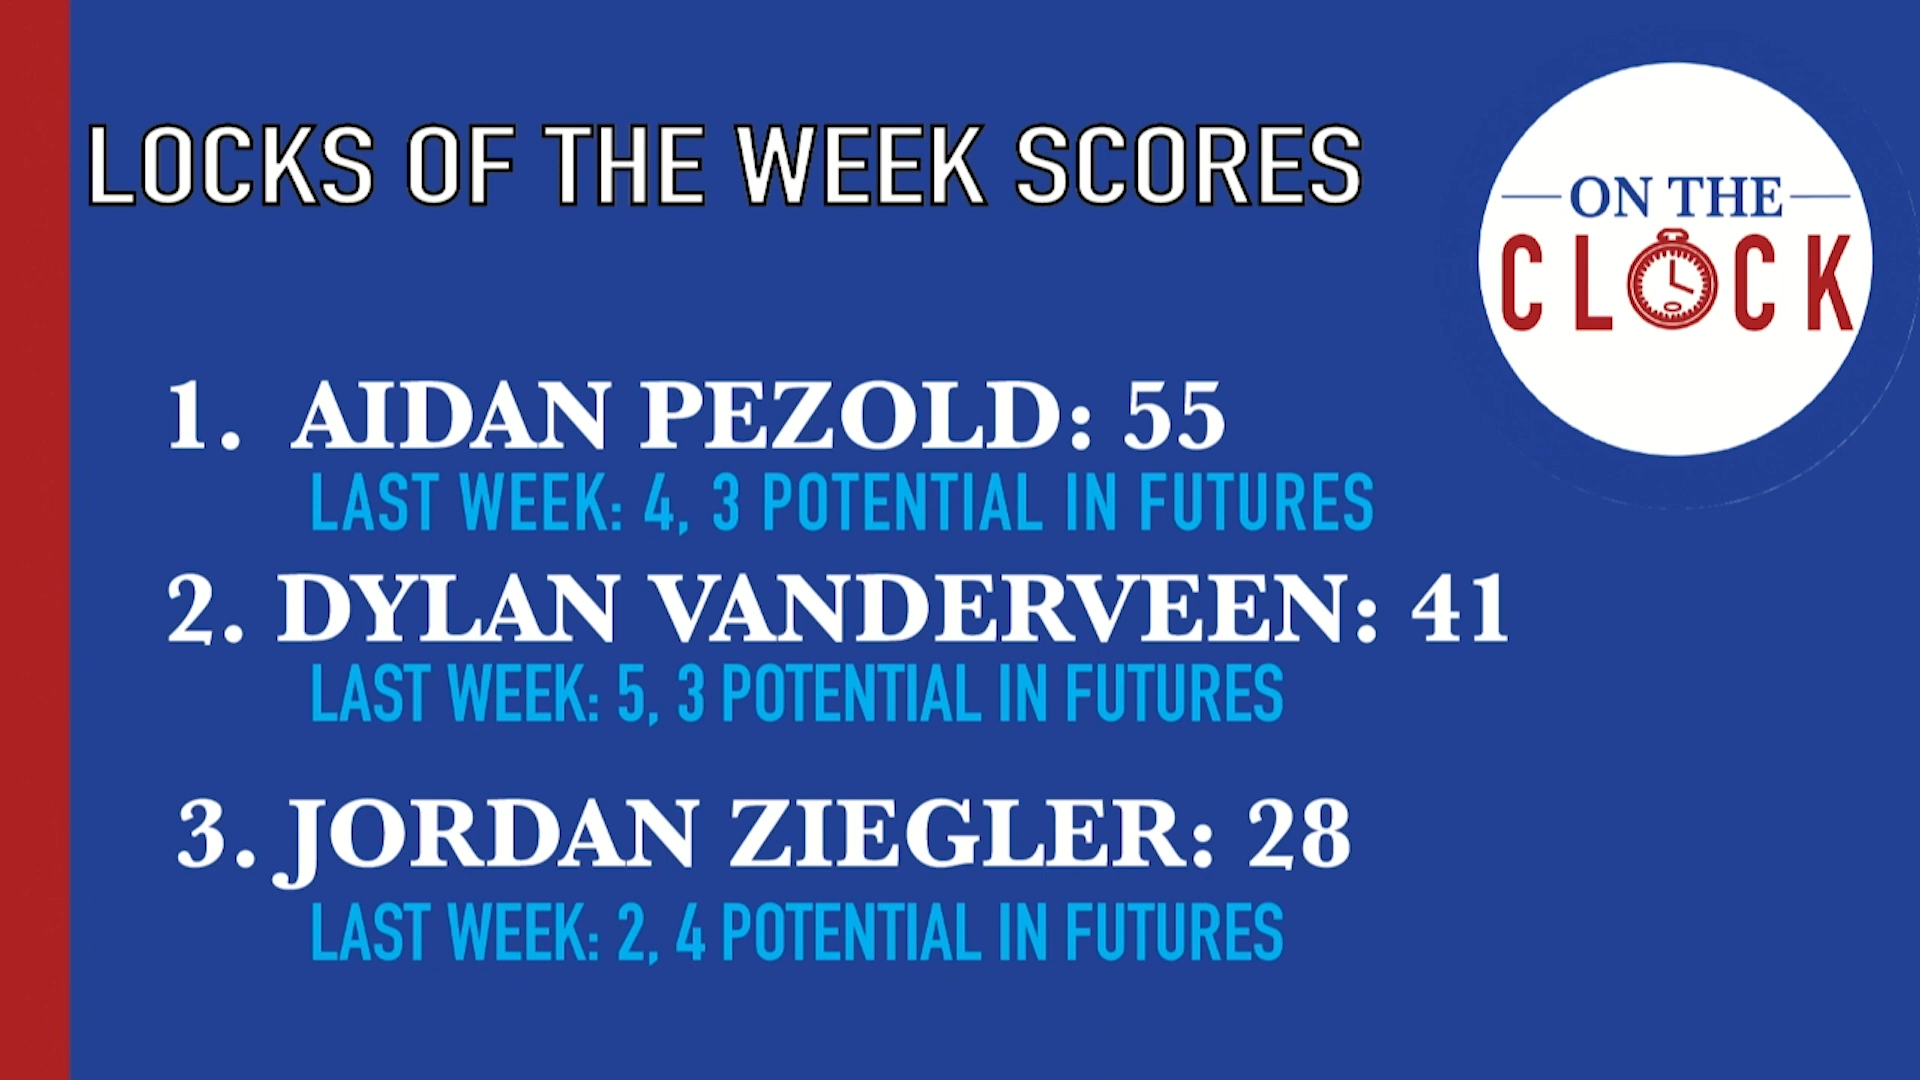 LOCKS OF THE WEEK SCORES
ON THE
CLOCK
1. AIDAN PEZOLD: 55
LAST WEEK: 4, 3 POTENTIAL IN FUTURES
2. DYLAN VANDERVEEN: 41
LAST WEEK: 5, 3 POTENTIAL IN FUTURES
3. JORDAN ZIEGLER: 28
LAST WEEK: 2, 4 POTENTIAL IN FUTURES